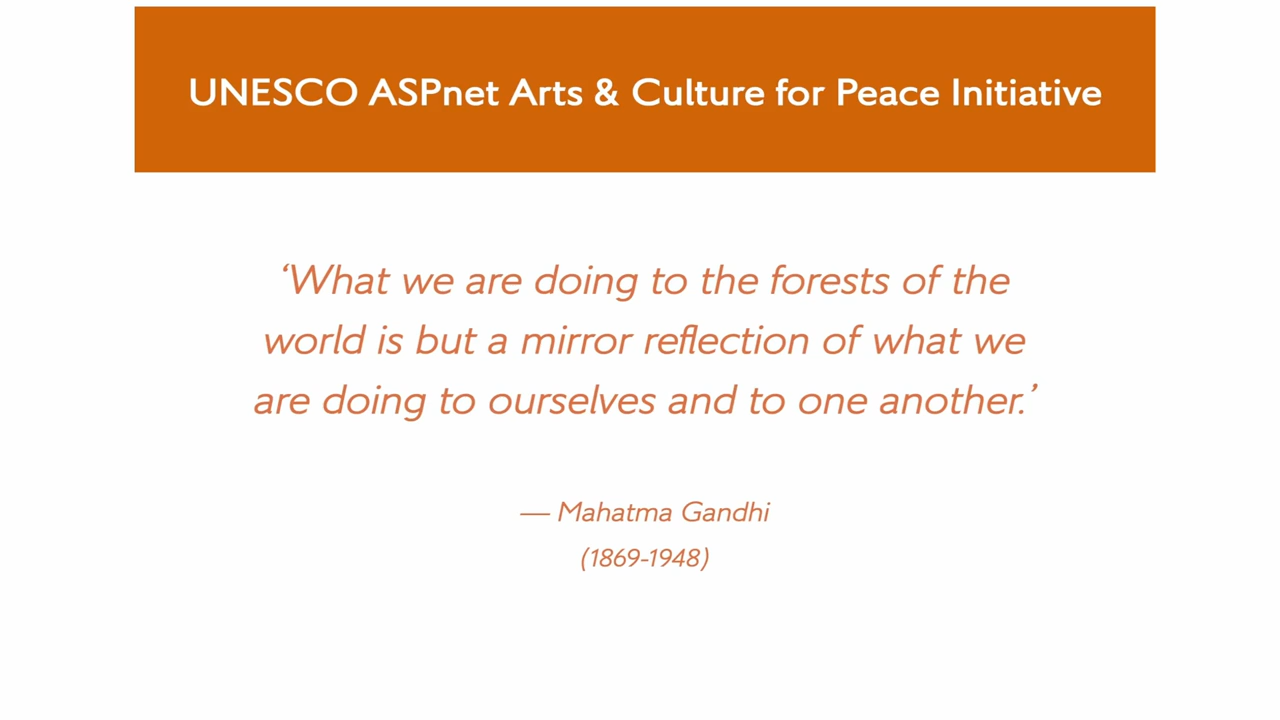 UNESCO ASPnet Arts & Culture for Peace Initiative
‘What we are doing to the forests of the
world is but a mirror reflection of what we
are doing to ourselves and to one another.’
— Mahatma Gandhi
(1869-1948)